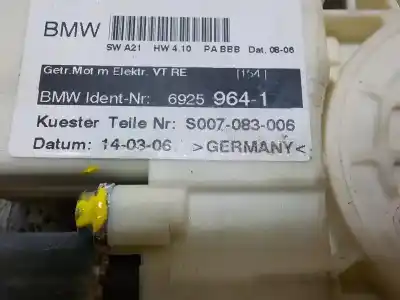 BMW SW A21 HW 4.10 PA BBB Dat. 08-06
Getr.Mot m Elektr. VT RE [154]
BMW Ident-Nr: 6925 964-1
Kuester Teile Nr: S007-083-006
Datum: 14-03-06 >GERMANY<